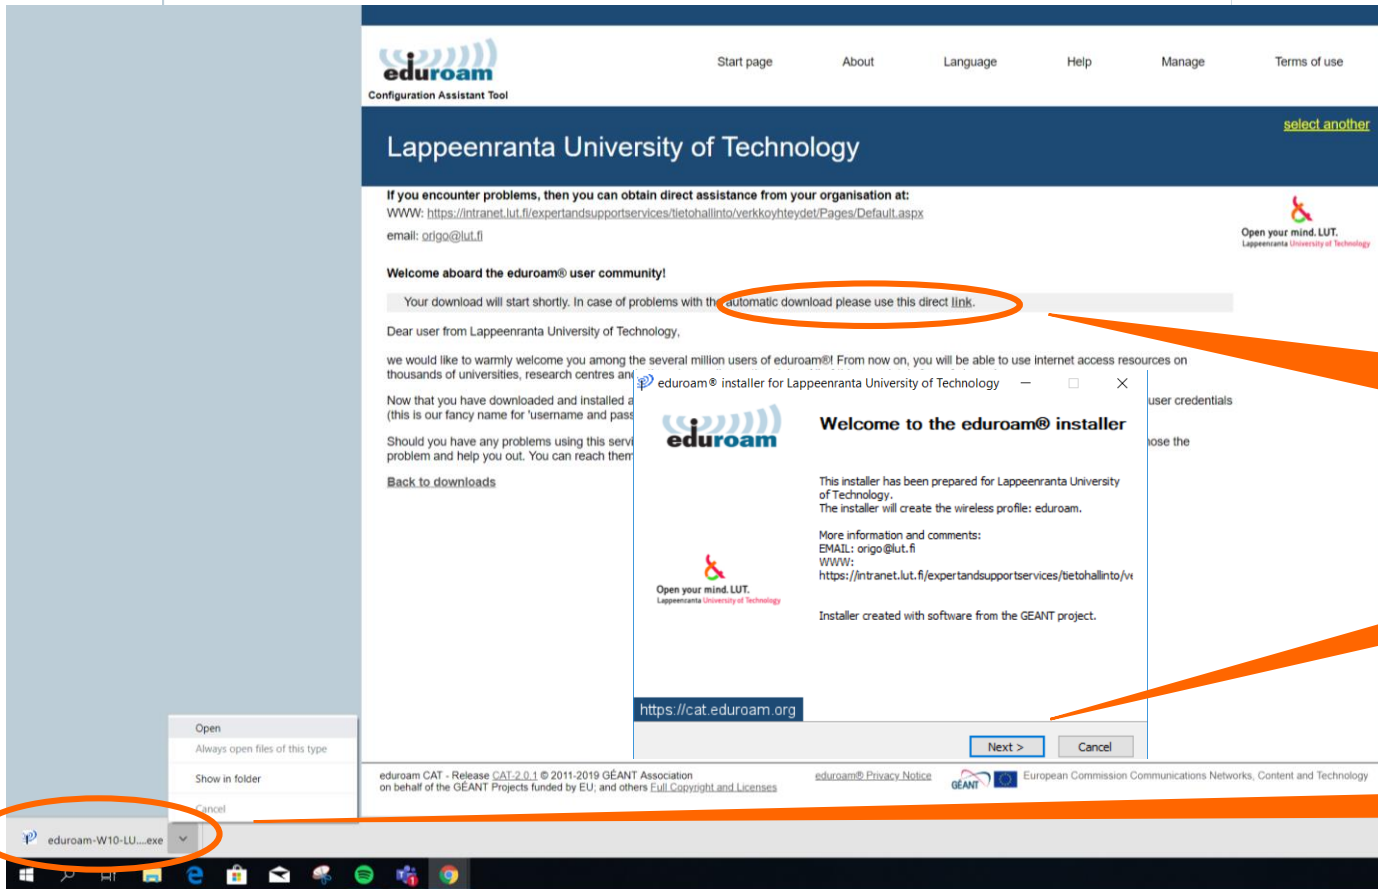 eduroam
Configuration Assistant Tool
Start page
About
Language
Help
Manage
Terms of use
select another
Lappeenranta University of Technology
If you encounter problems, then you can obtain direct assistance from your organisation at:
WWW: https://intranet.lut.fi/expertandsupportservices/tietohallinto/verkkoyhteydet/Pages/Default.aspx
email: origo@lut.fi
Open your mind. LUT.
Lappeenranta University of Technology
Welcome aboard the eduroam® user community!
Your download will start shortly. In case of problems with the automatic download please use this direct link.
Dear user from Lappeenranta University of Technology,
we would like to warmly welcome you among the several million users of eduroam®! From now on, you will be able to use internet access resources on
thousands of universities, research centres and
Now that you have downloaded and installed a user credentials
(this is our fancy name for 'username and pass
Should you have any problems using this servi ose the
problem and help you out. You can reach them
Back to downloads
eduroam® installer for Lappeenranta University of Technology
eduroam
Welcome to the eduroam® installer
This installer has been prepared for Lappeenranta University
of Technology.
The installer will create the wireless profile: eduroam.
More information and comments:
EMAIL: origo@lut.fi
WWW:
https://intranet.lut.fi/expertandsupportservices/tietohallinto/ve
Open your mind. LUT.
Lappeenranta University of Technology
Installer created with software from the GEANT project.
https://cat.eduroam.org
Next >
Cancel
Open
Always open files of this type
Show in folder
Cancel
eduroam CAT - Release CAT-2.0.1 © 2011-2019 GÉANT Association
on behalf of the GÉANT Projects funded by EU; and others Full Copyright and Licenses
eduroam® Privacy Notice
GÉANT
European Commission Communications Networks, Content and Technology
eduroam-W10-LU....exe